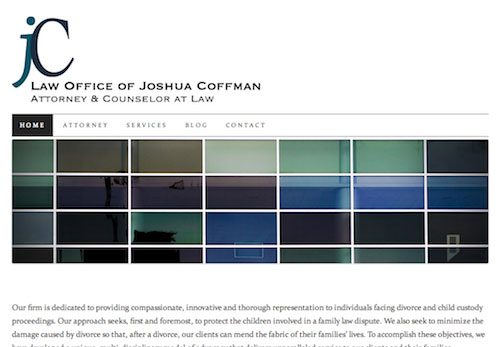 jC
LAW OFFICE OF JOSHUA COFFMAN
ATTORNEY & COUNSELOR AT LAW
HOME ATTORNEY SERVICES BLOG CONTACT
Our firm is dedicated to providing compassionate, innovative and thorough representation to individuals facing divorce and child custody
proceedings. Our approach seeks, first and foremost, to protect the children involved in a family law dispute. We also seek to minimize the
damage caused by divorce so that, after a divorce, our clients can mend the fabric of their families' lives. To accomplish these objectives, we